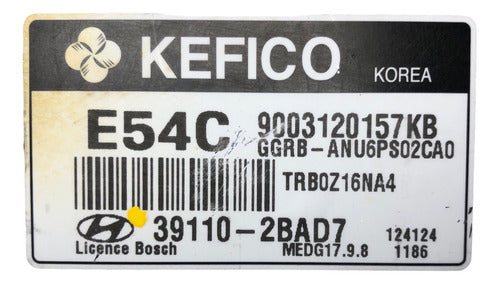 KEFICO
KOREA
E54C
9003120157KB
GGRB-ANU6PS02CA0
TRB0Z16NA4
39110-2BAD7
Licence Bosch
MEDG17.9.8
124124
1186